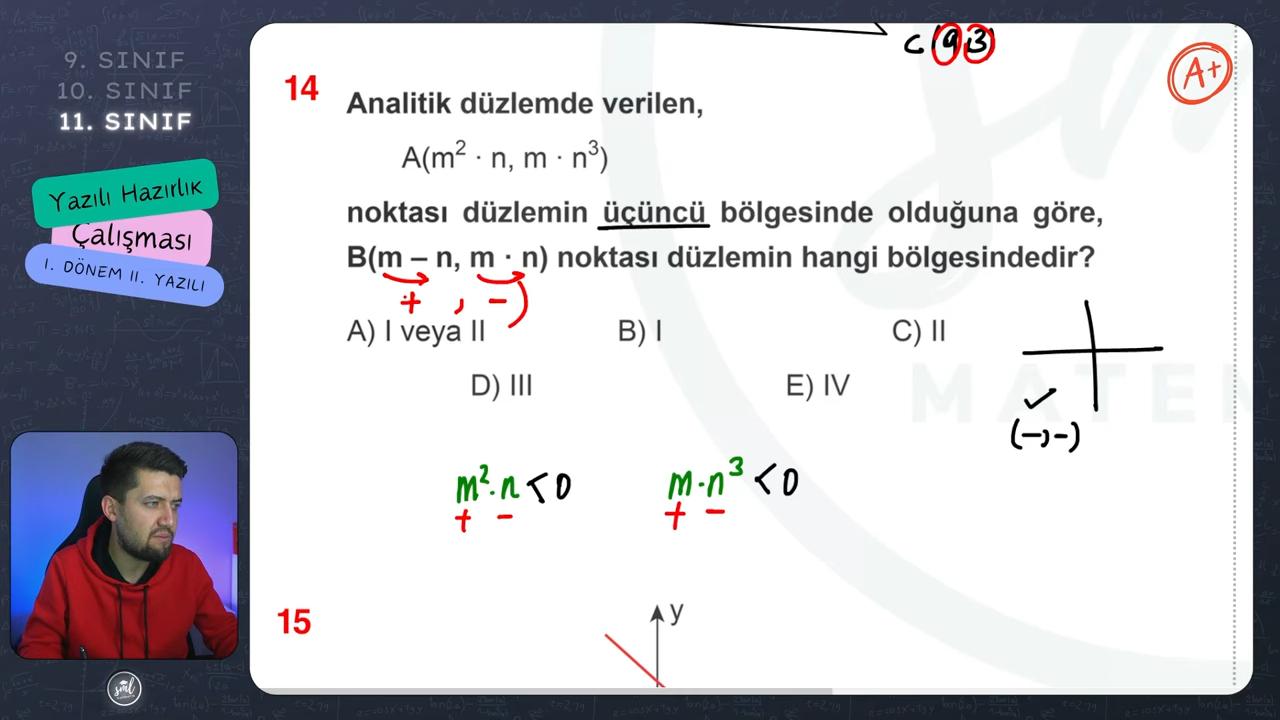 9. SINIF
10. SINIF
11. SINIF
Yazılı Hazırlık
Çalışması
I. DÖNEM II. YAZILI
sml
A+
C(9,3)
14
Analitik düzlemde verilen,
A(m² · n, m · n³)
noktası düzlemin üçüncü bölgesinde olduğuna göre,
B(m – n, m · n) noktası düzlemin hangi bölgesindedir?
+ , –)
A) I veya II B) I C) II
D) III E) IV
(–,–)
m²·n < 0 m·n³ < 0
+ – + –
MATEM
15
y